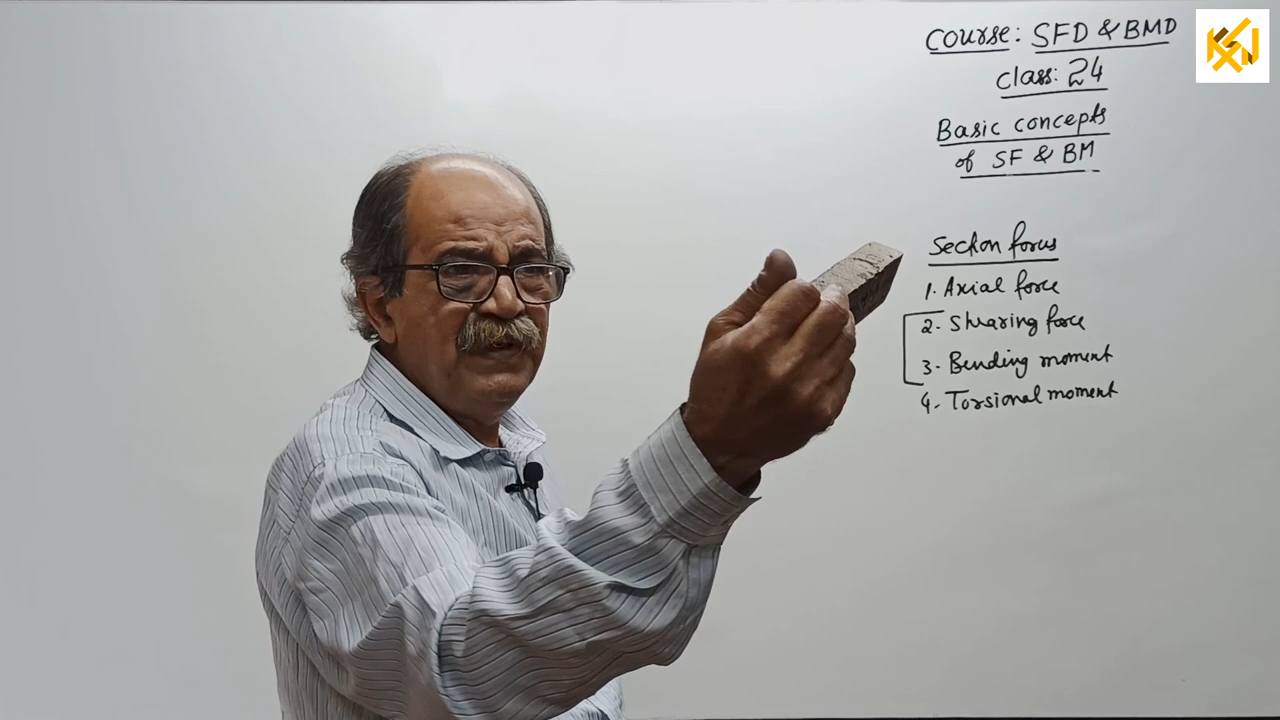 Course: SFD & BMD
Class: 24
Basic concepts
of SF & BM
Section forces
1. Axial force
2. Shearing force
3. Bending moment
4. Torsional moment